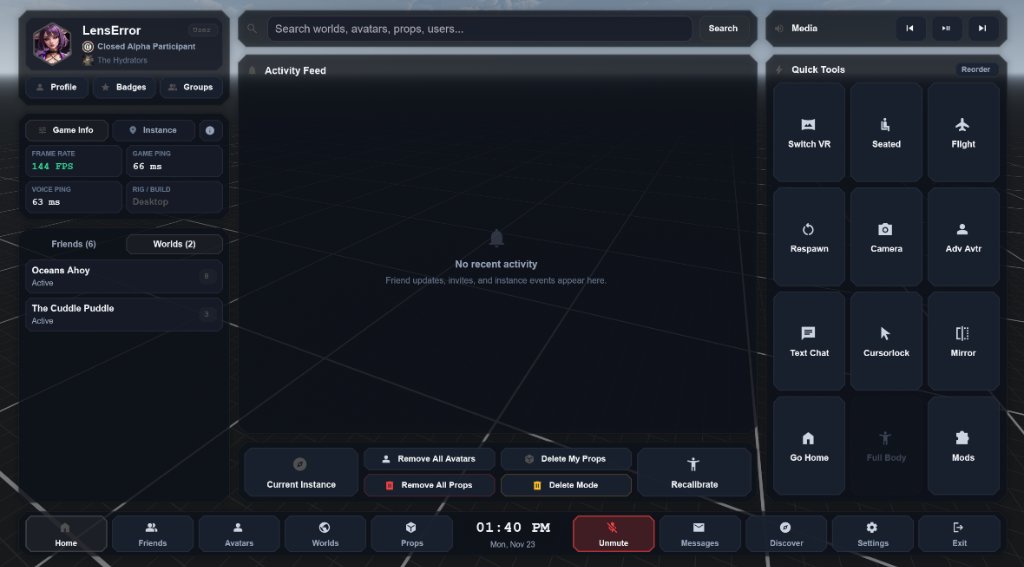 LensError
User
Closed Alpha Participant
The Hydrators
Profile
Badges
Groups
Game Info
Instance
FRAME RATE
144 FPS
GAME PING
66 ms
VOICE PING
63 ms
RIG / BUILD
Desktop
Friends (6)
Worlds (2)
Oceans Ahoy
Active
8
The Cuddle Puddle
Active
3
Search worlds, avatars, props, users...
Search
Activity Feed
No recent activity
Friend updates, invites, and instance events appear here.
Current Instance
Remove All Avatars
Delete My Props
Remove All Props
Delete Mode
Recalibrate
Media
Quick Tools
Reorder
Switch VR
Seated
Flight
Respawn
Camera
Adv Avtr
Text Chat
Cursorlock
Mirror
Go Home
Full Body
Mods
Home
Friends
Avatars
Worlds
Props
01:40 PM
Mon, Nov 23
Unmute
Messages
Discover
Settings
Exit